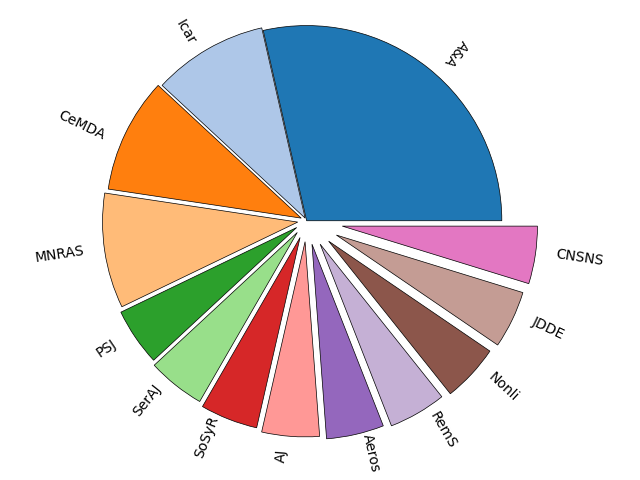 A&A
Icar
CeMDA
MNRAS
PSJ
SerAJ
SoSyR
AJ
Aeros
RemS
Nonli
JDDE
CNSNS